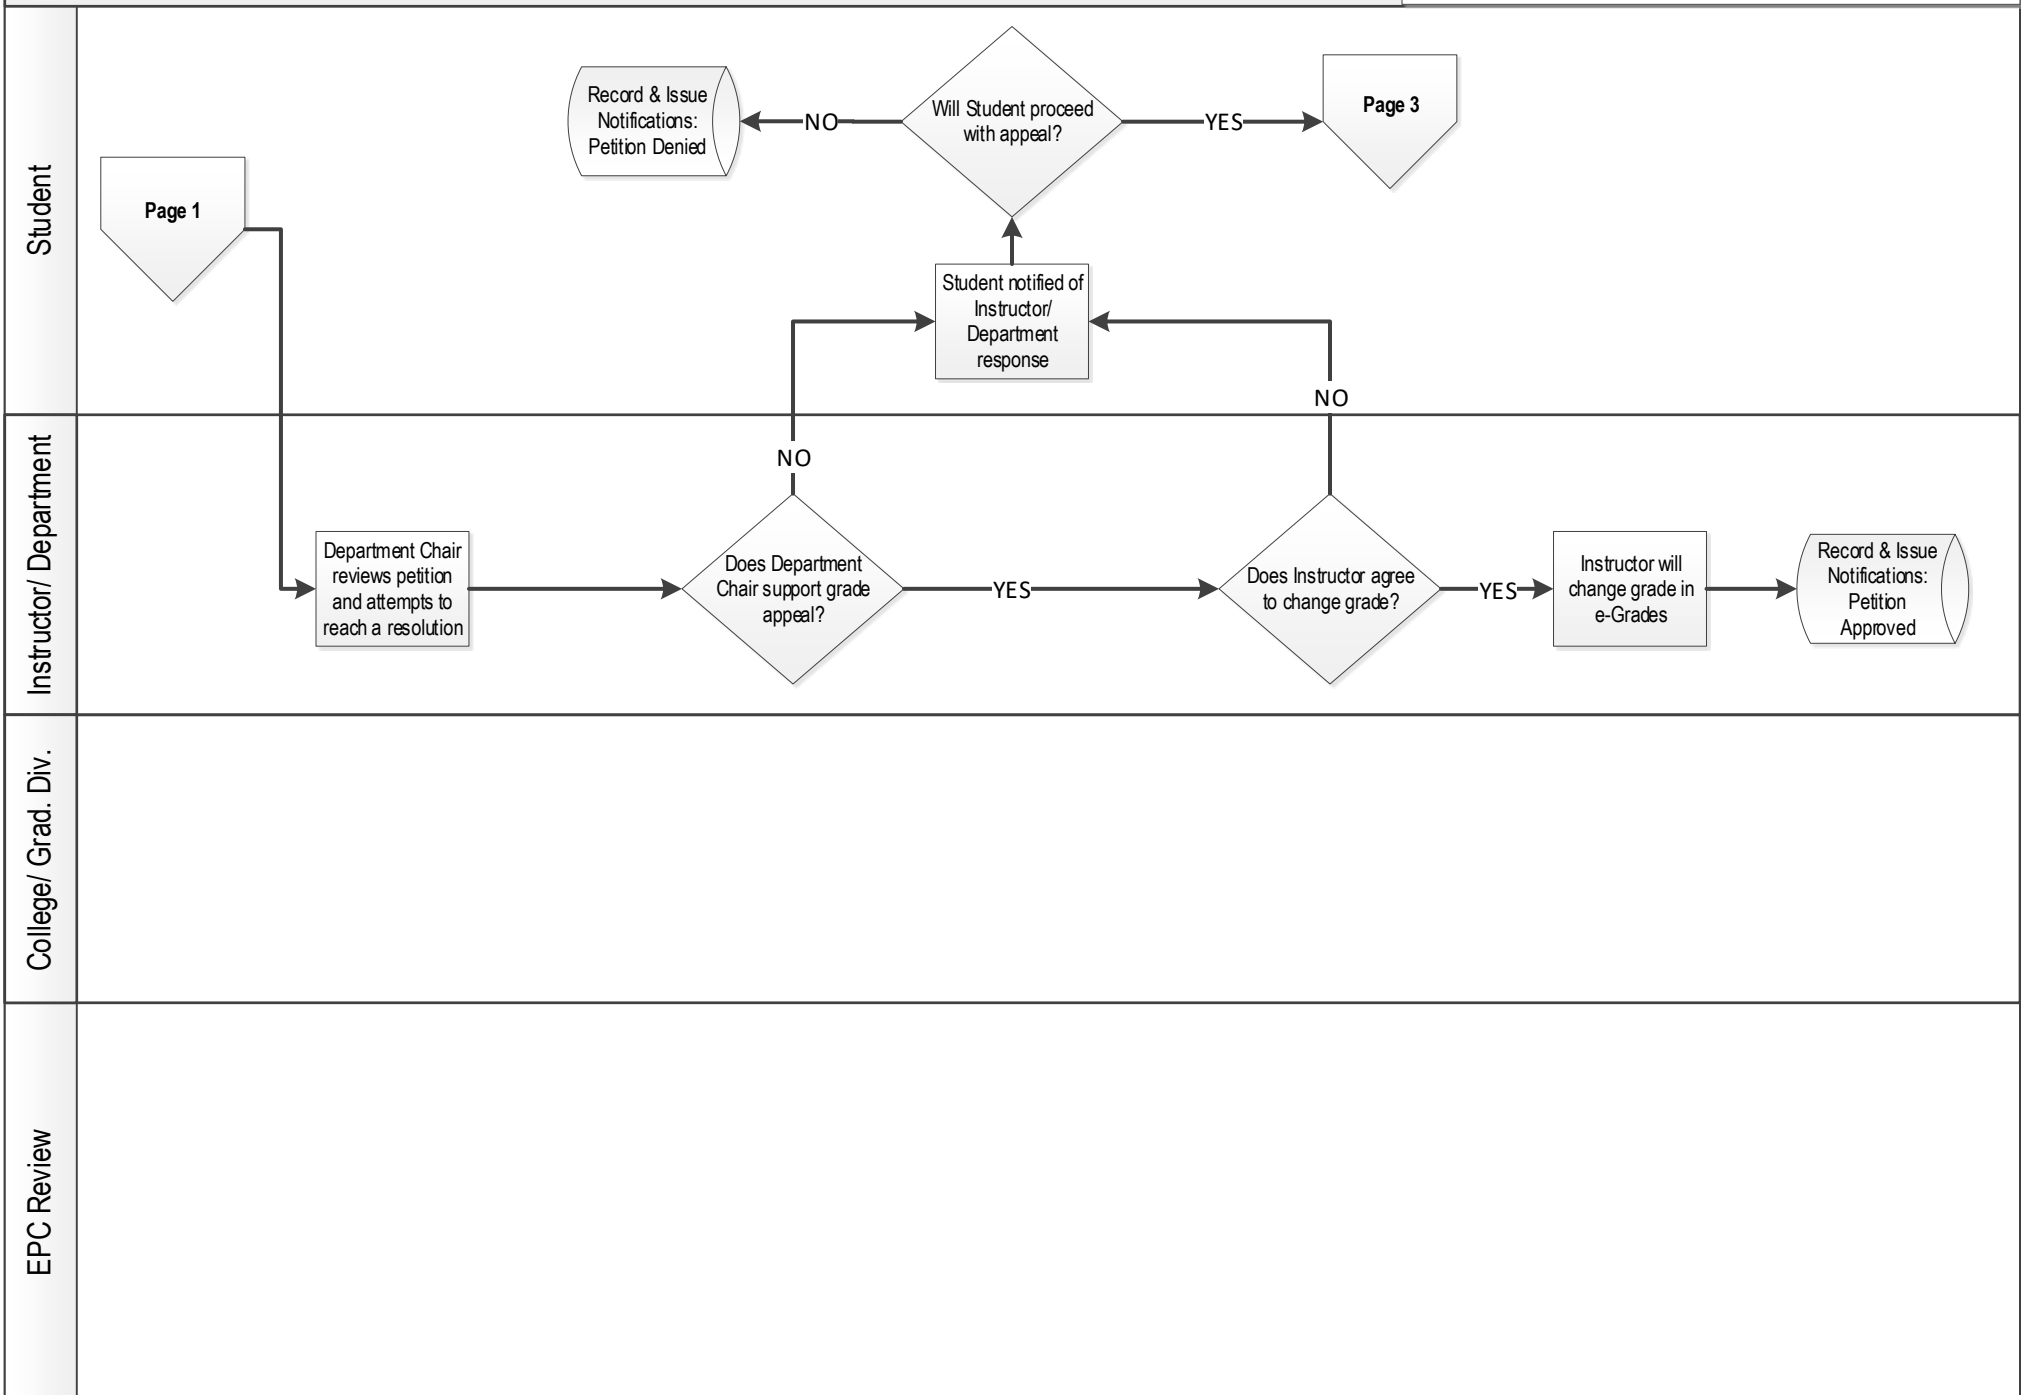 Student
Record & Issue
Notifications:
Petition Denied
NO
Will Student proceed
with appeal?
YES
Page 3
Page 1
Student notified of
Instructor/
Department
response
NO
Instructor/ Department
NO
Department Chair
reviews petition
and attempts to
reach a resolution
Does Department
Chair support grade
appeal?
YES
Does Instructor agree
to change grade?
YES
Instructor will
change grade in
e-Grades
Record & Issue
Notifications:
Petition
Approved
College/ Grad. Div.
EPC Review